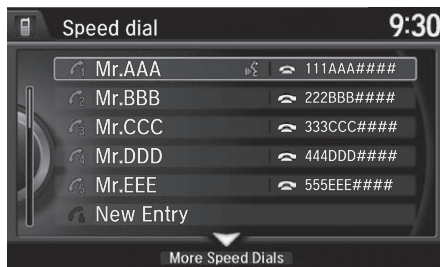 Speed dial 9:30
1 Mr.AAA 111AAA####
2 Mr.BBB 222BBB####
3 Mr.CCC 333CCC####
4 Mr.DDD 444DDD####
5 Mr.EEE 555EEE####
6 New Entry
More Speed Dials